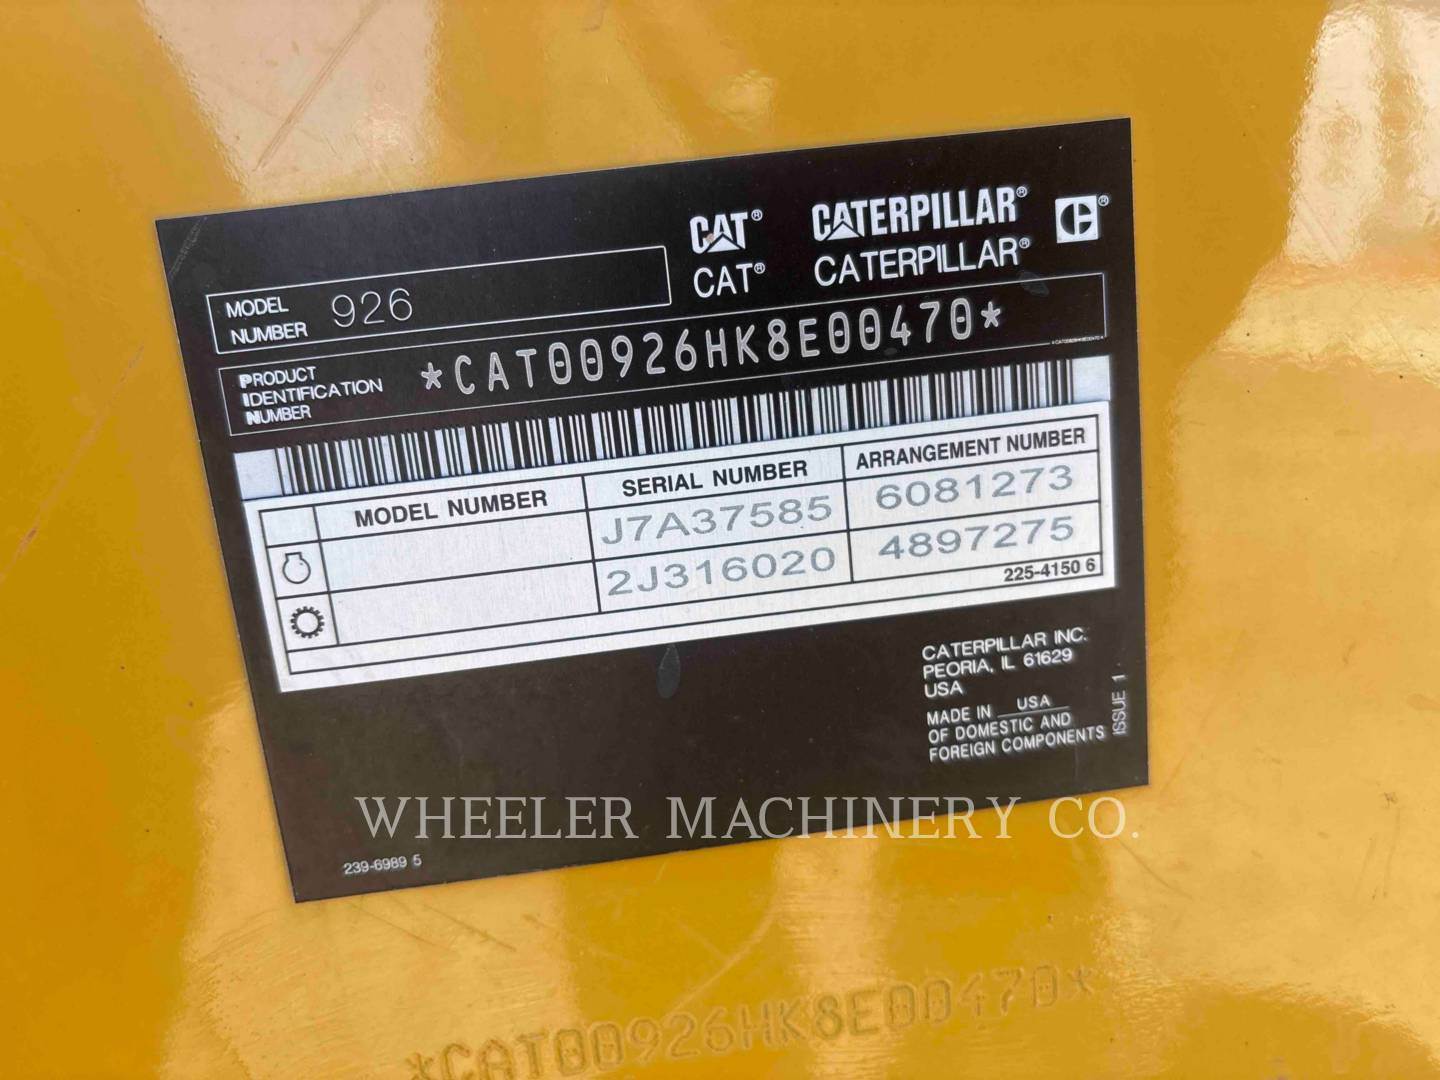 CAT® CATERPILLAR®
CAT® CATERPILLAR®
MODEL NUMBER 926
PRODUCT IDENTIFICATION NUMBER *CAT00926HK8E00470*
MODEL NUMBER SERIAL NUMBER ARRANGEMENT NUMBER
J7A37585 6081273
2J316020 4897275
225-4150 6
CATERPILLAR INC.
PEORIA, IL 61629
USA
MADE IN USA
OF DOMESTIC AND
FOREIGN COMPONENTS
ISSUE 1
WHEELER MACHINERY CO.
239-6989 5
*CAT00926HK8E00470*